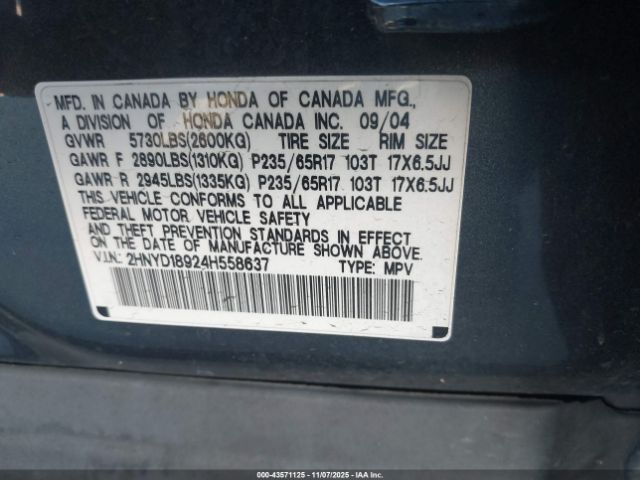 MFD. IN CANADA BY HONDA OF CANADA MFG.,
A DIVISION OF HONDA CANADA INC. 09/04
GVWR 5730LBS(2600KG) TIRE SIZE RIM SIZE
GAWR F 2890LBS(1310KG) P235/65R17 103T 17X6.5JJ
GAWR R 2945LBS(1335KG) P235/65R17 103T 17X6.5JJ
THIS VEHICLE CONFORMS TO ALL APPLICABLE
FEDERAL MOTOR VEHICLE SAFETY
AND THEFT PREVENTION STANDARDS IN EFFECT
ON THE DATE OF MANUFACTURE SHOWN ABOVE.
V.I.N.: 2HNYD18924H558637 TYPE: MPV
000-43571125 - 11/07/2025 - IAAI.COM